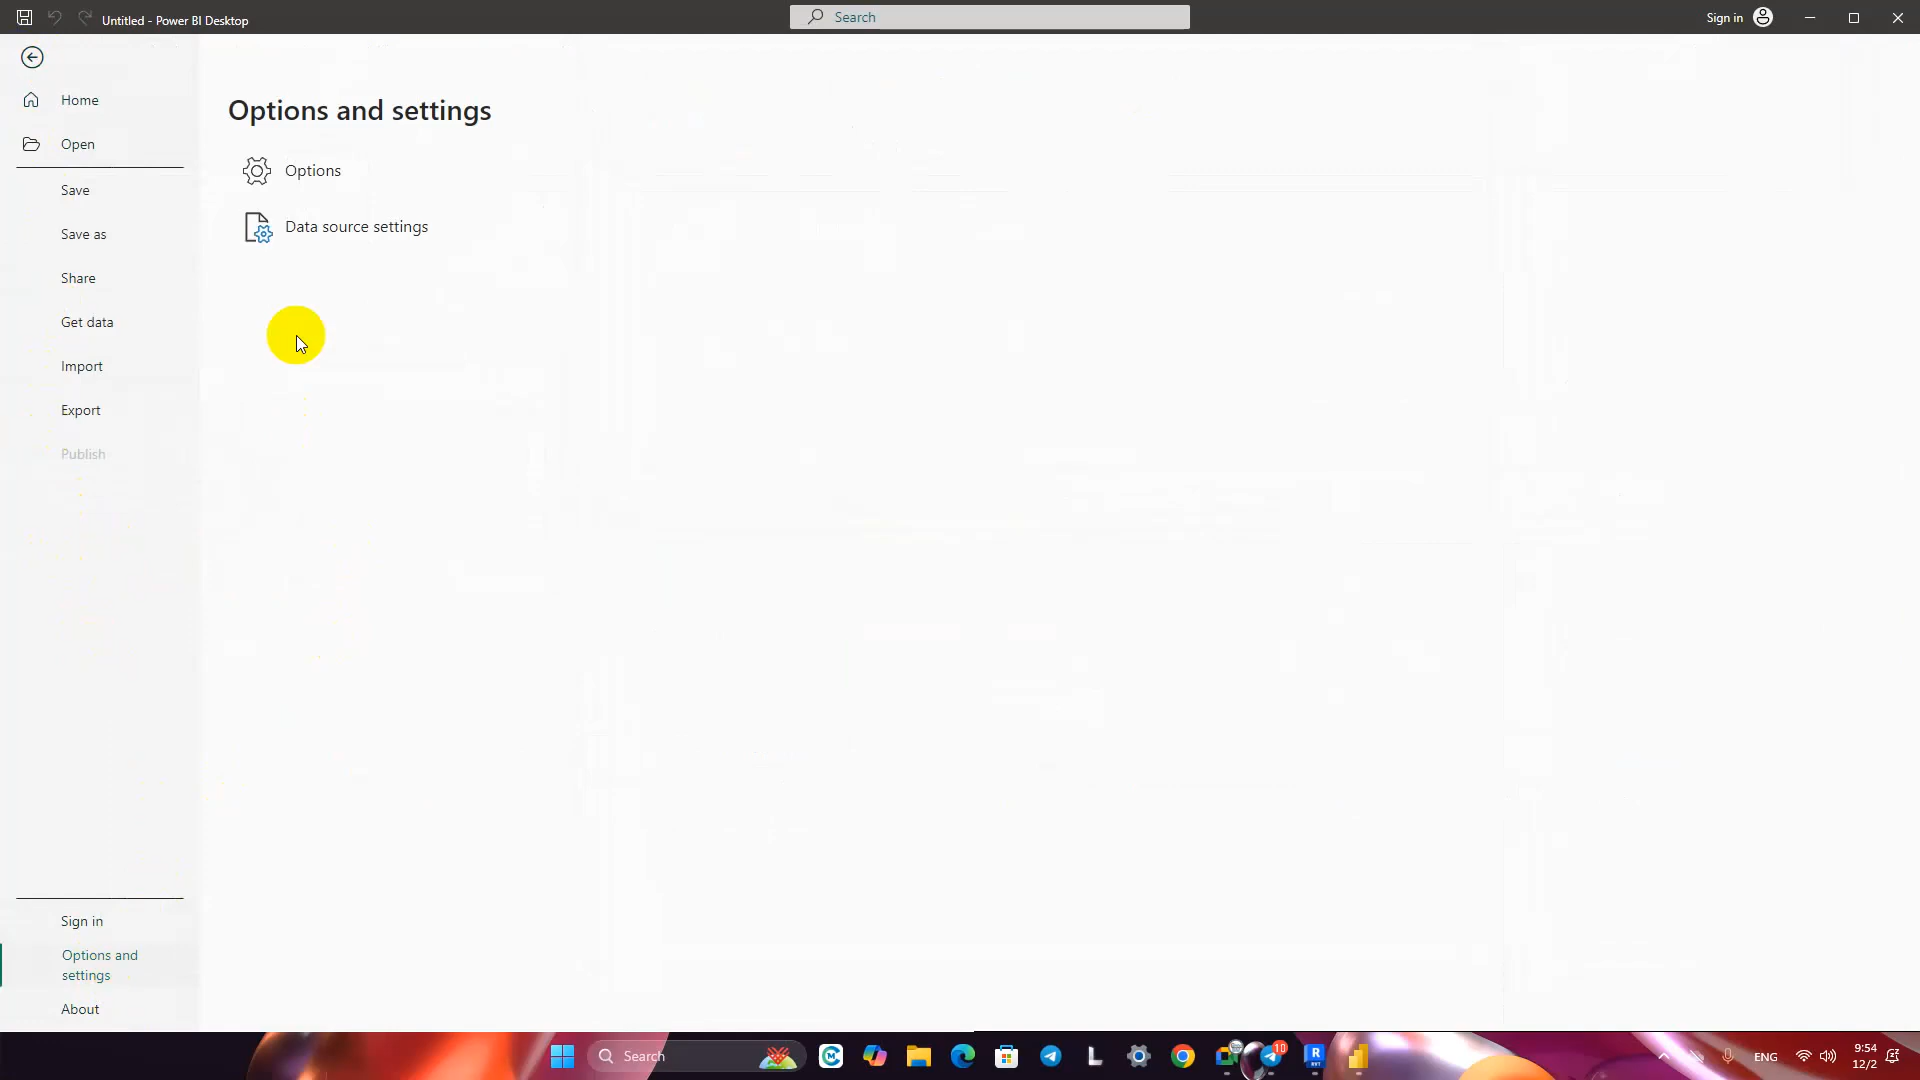 Untitled - Power BI Desktop
Search
Sign in
Home
Open
Save
Save as
Share
Get data
Import
Export
Publish
Sign in
Options and
settings
About
Options and settings
Options
Data source settings
Search
10
R
RVT
L
ENG
9:54
12/2